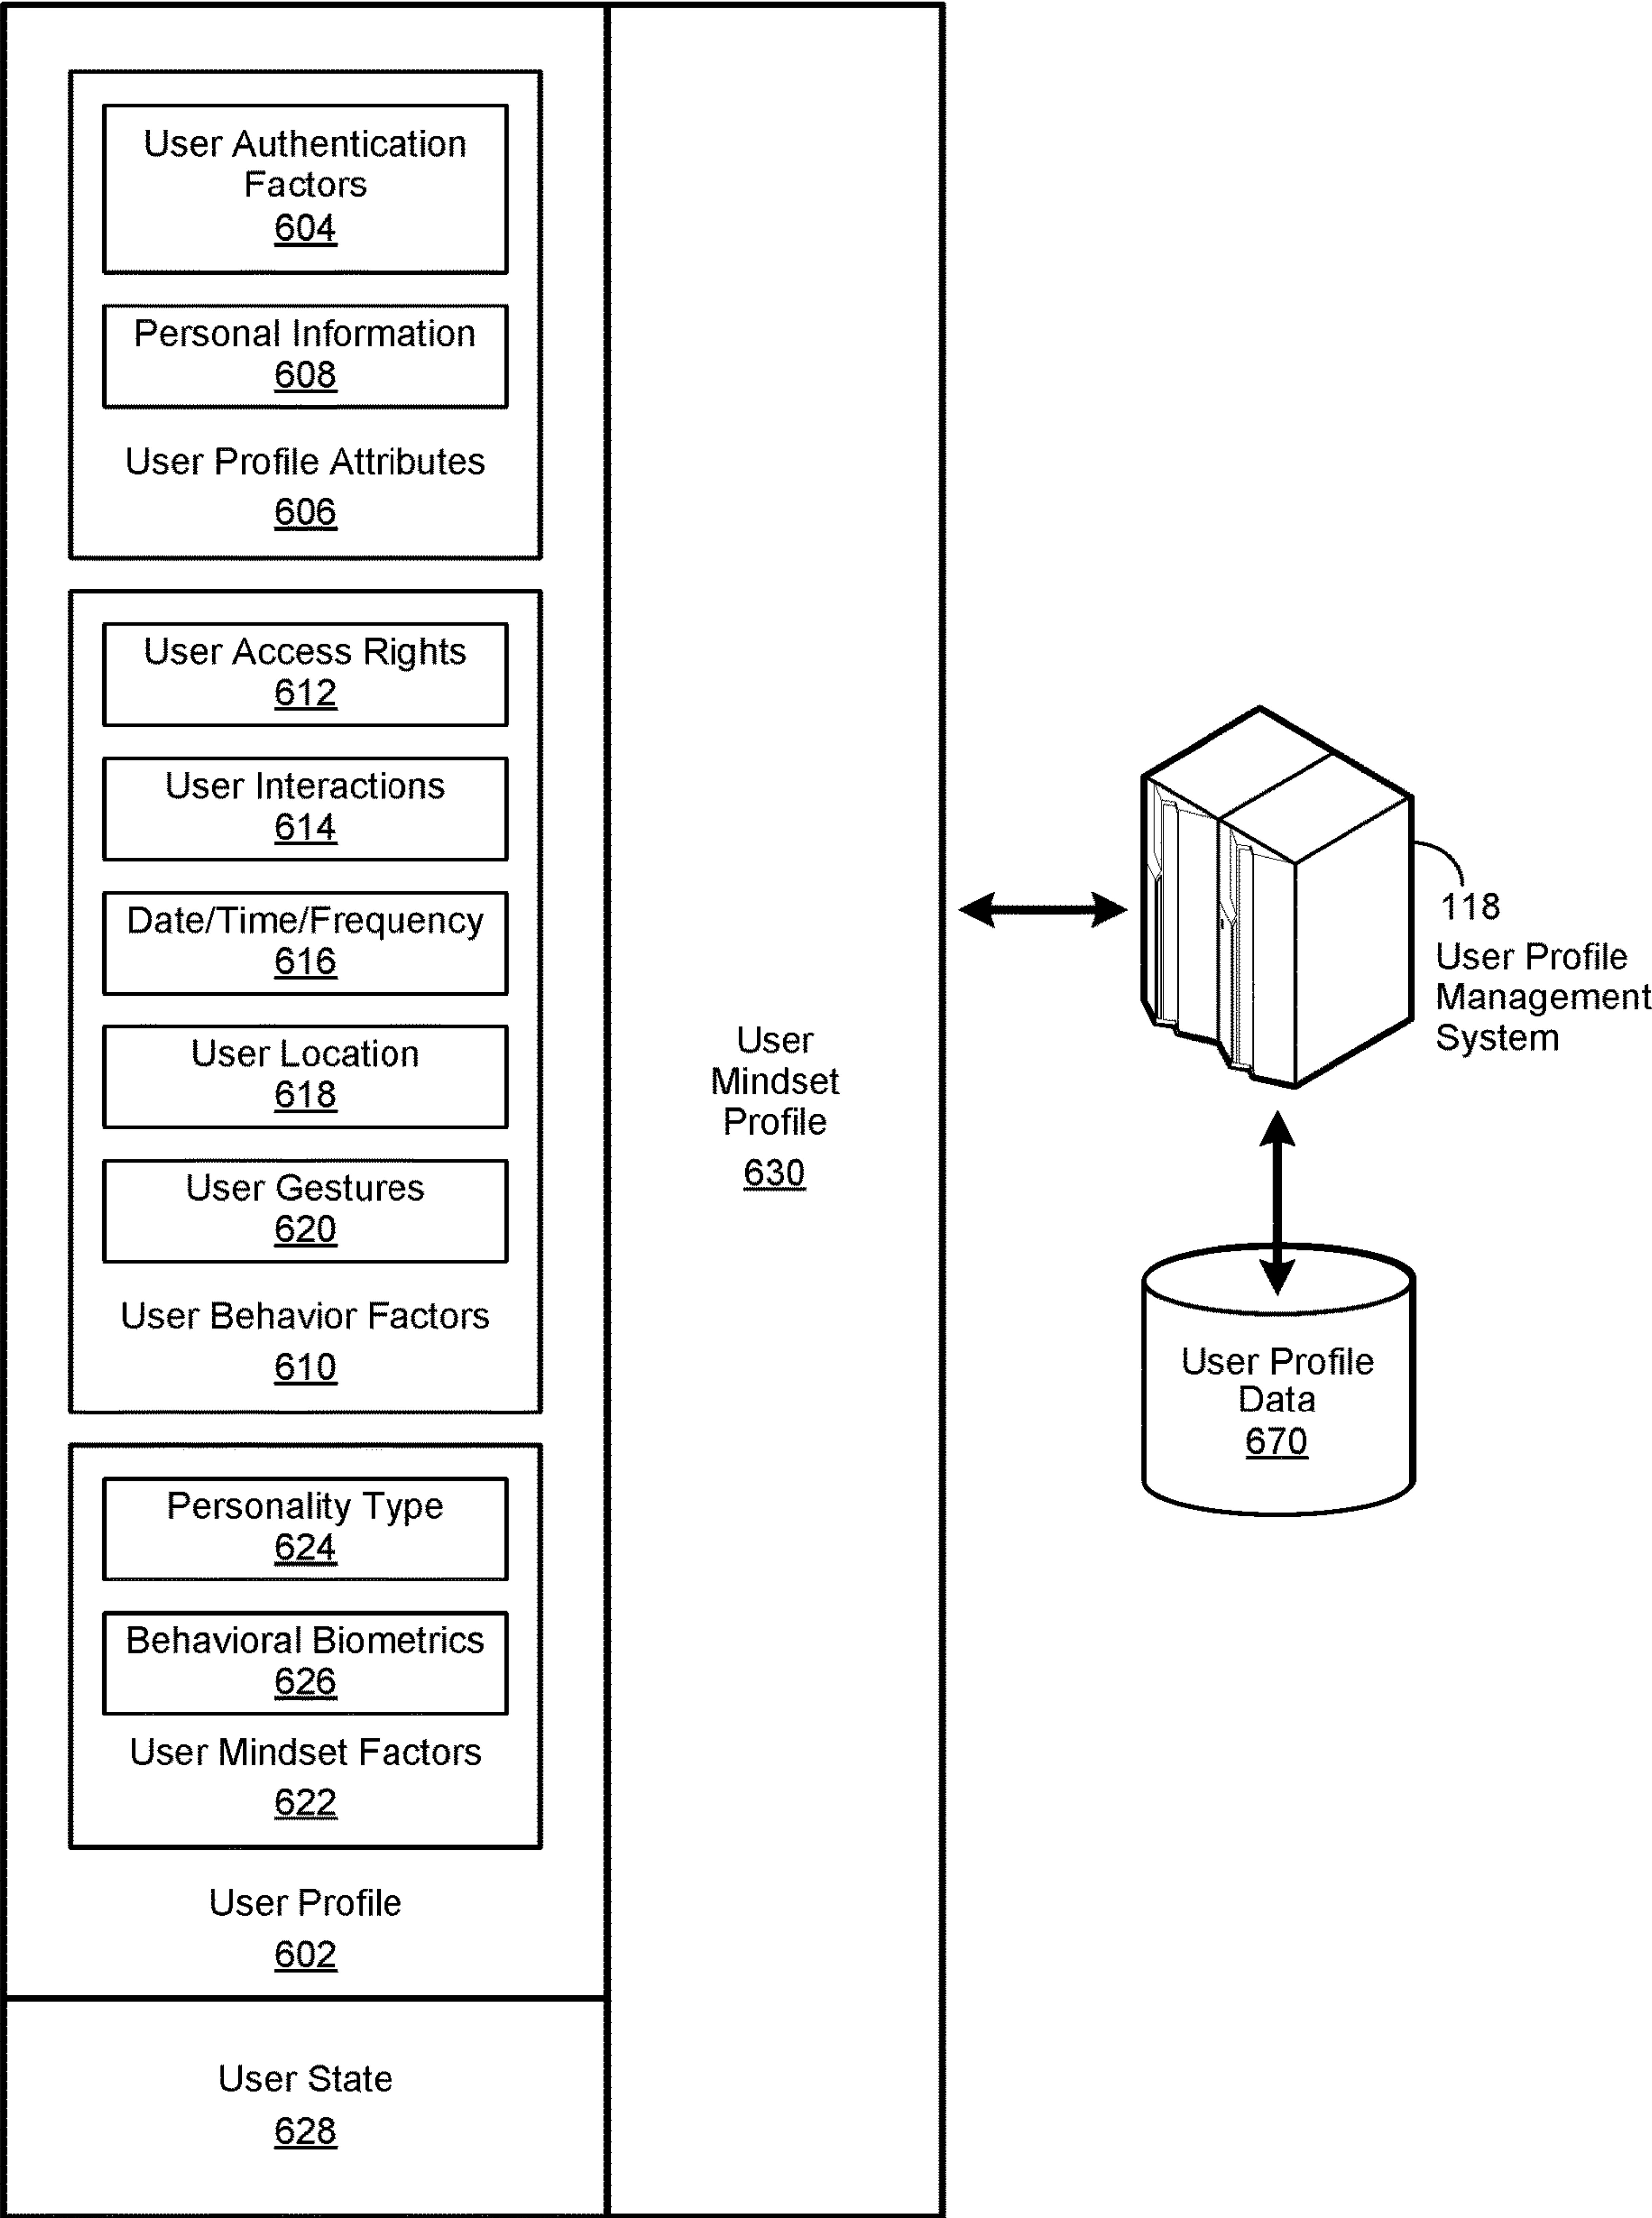 User Authentication
Factors
604
Personal Information
608
User Profile Attributes
606
User Access Rights
612
User Interactions
614
Date/Time/Frequency
616
User Location
618
User Gestures
620
User Behavior Factors
610
Personality Type
624
Behavioral Biometrics
626
User Mindset Factors
622
User Profile
602
User State
628
User
Mindset
Profile
630
118
User Profile
Management
System
User Profile
Data
670